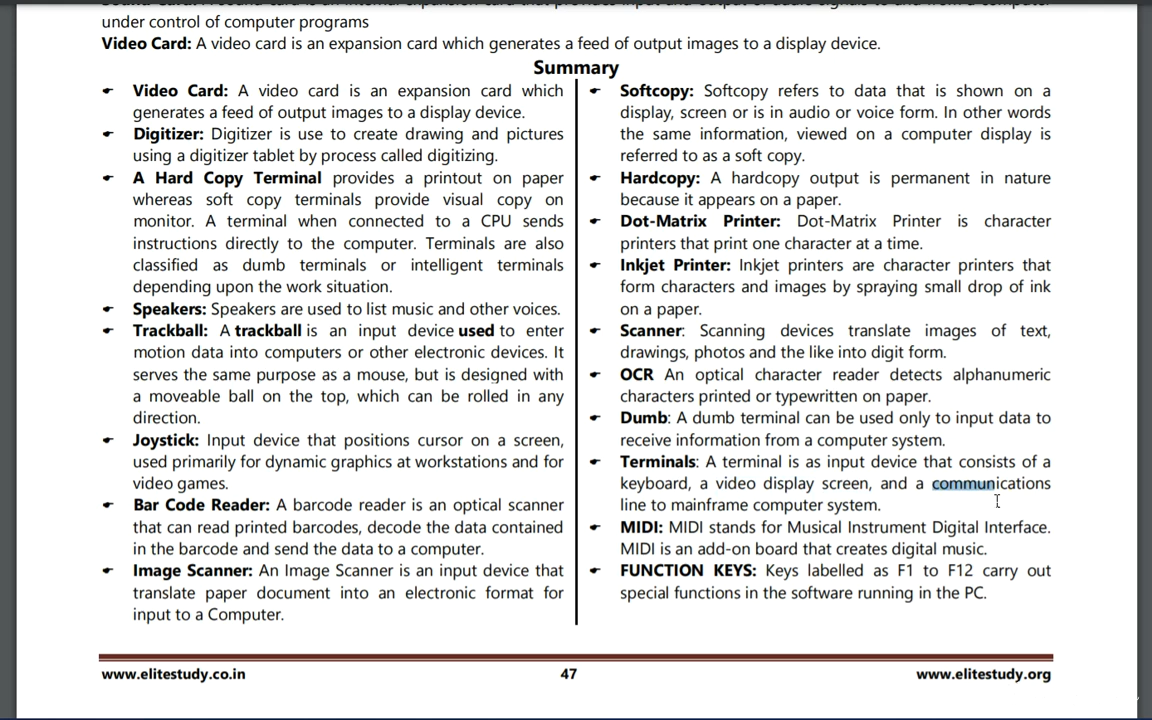 under control of computer programs
Video Card: A video card is an expansion card which generates a feed of output images to a display device.
Summary
Video Card: A video card is an expansion card which
generates a feed of output images to a display device.
Digitizer: Digitizer is use to create drawing and pictures
using a digitizer tablet by process called digitizing.
A Hard Copy Terminal provides a printout on paper
whereas soft copy terminals provide visual copy on
monitor. A terminal when connected to a CPU sends
instructions directly to the computer. Terminals are also
classified as dumb terminals or intelligent terminals
depending upon the work situation.
Speakers: Speakers are used to list music and other voices.
Trackball: A trackball is an input device used to enter
motion data into computers or other electronic devices. It
serves the same purpose as a mouse, but is designed with
a moveable ball on the top, which can be rolled in any
direction.
Joystick: Input device that positions cursor on a screen,
used primarily for dynamic graphics at workstations and for
video games.
Bar Code Reader: A barcode reader is an optical scanner
that can read printed barcodes, decode the data contained
in the barcode and send the data to a computer.
Image Scanner: An Image Scanner is an input device that
translate paper document into an electronic format for
input to a Computer.
Softcopy: Softcopy refers to data that is shown on a
display, screen or is in audio or voice form. In other words
the same information, viewed on a computer display is
referred to as a soft copy.
Hardcopy: A hardcopy output is permanent in nature
because it appears on a paper.
Dot-Matrix Printer: Dot-Matrix Printer is character
printers that print one character at a time.
Inkjet Printer: Inkjet printers are character printers that
form characters and images by spraying small drop of ink
on a paper.
Scanner: Scanning devices translate images of text,
drawings, photos and the like into digit form.
OCR An optical character reader detects alphanumeric
characters printed or typewritten on paper.
Dumb: A dumb terminal can be used only to input data to
receive information from a computer system.
Terminals: A terminal is as input device that consists of a
keyboard, a video display screen, and a communications
line to mainframe computer system.
MIDI: MIDI stands for Musical Instrument Digital Interface.
MIDI is an add-on board that creates digital music.
FUNCTION KEYS: Keys labelled as F1 to F12 carry out
special functions in the software running in the PC.
www.elitestudy.co.in 47 www.elitestudy.org